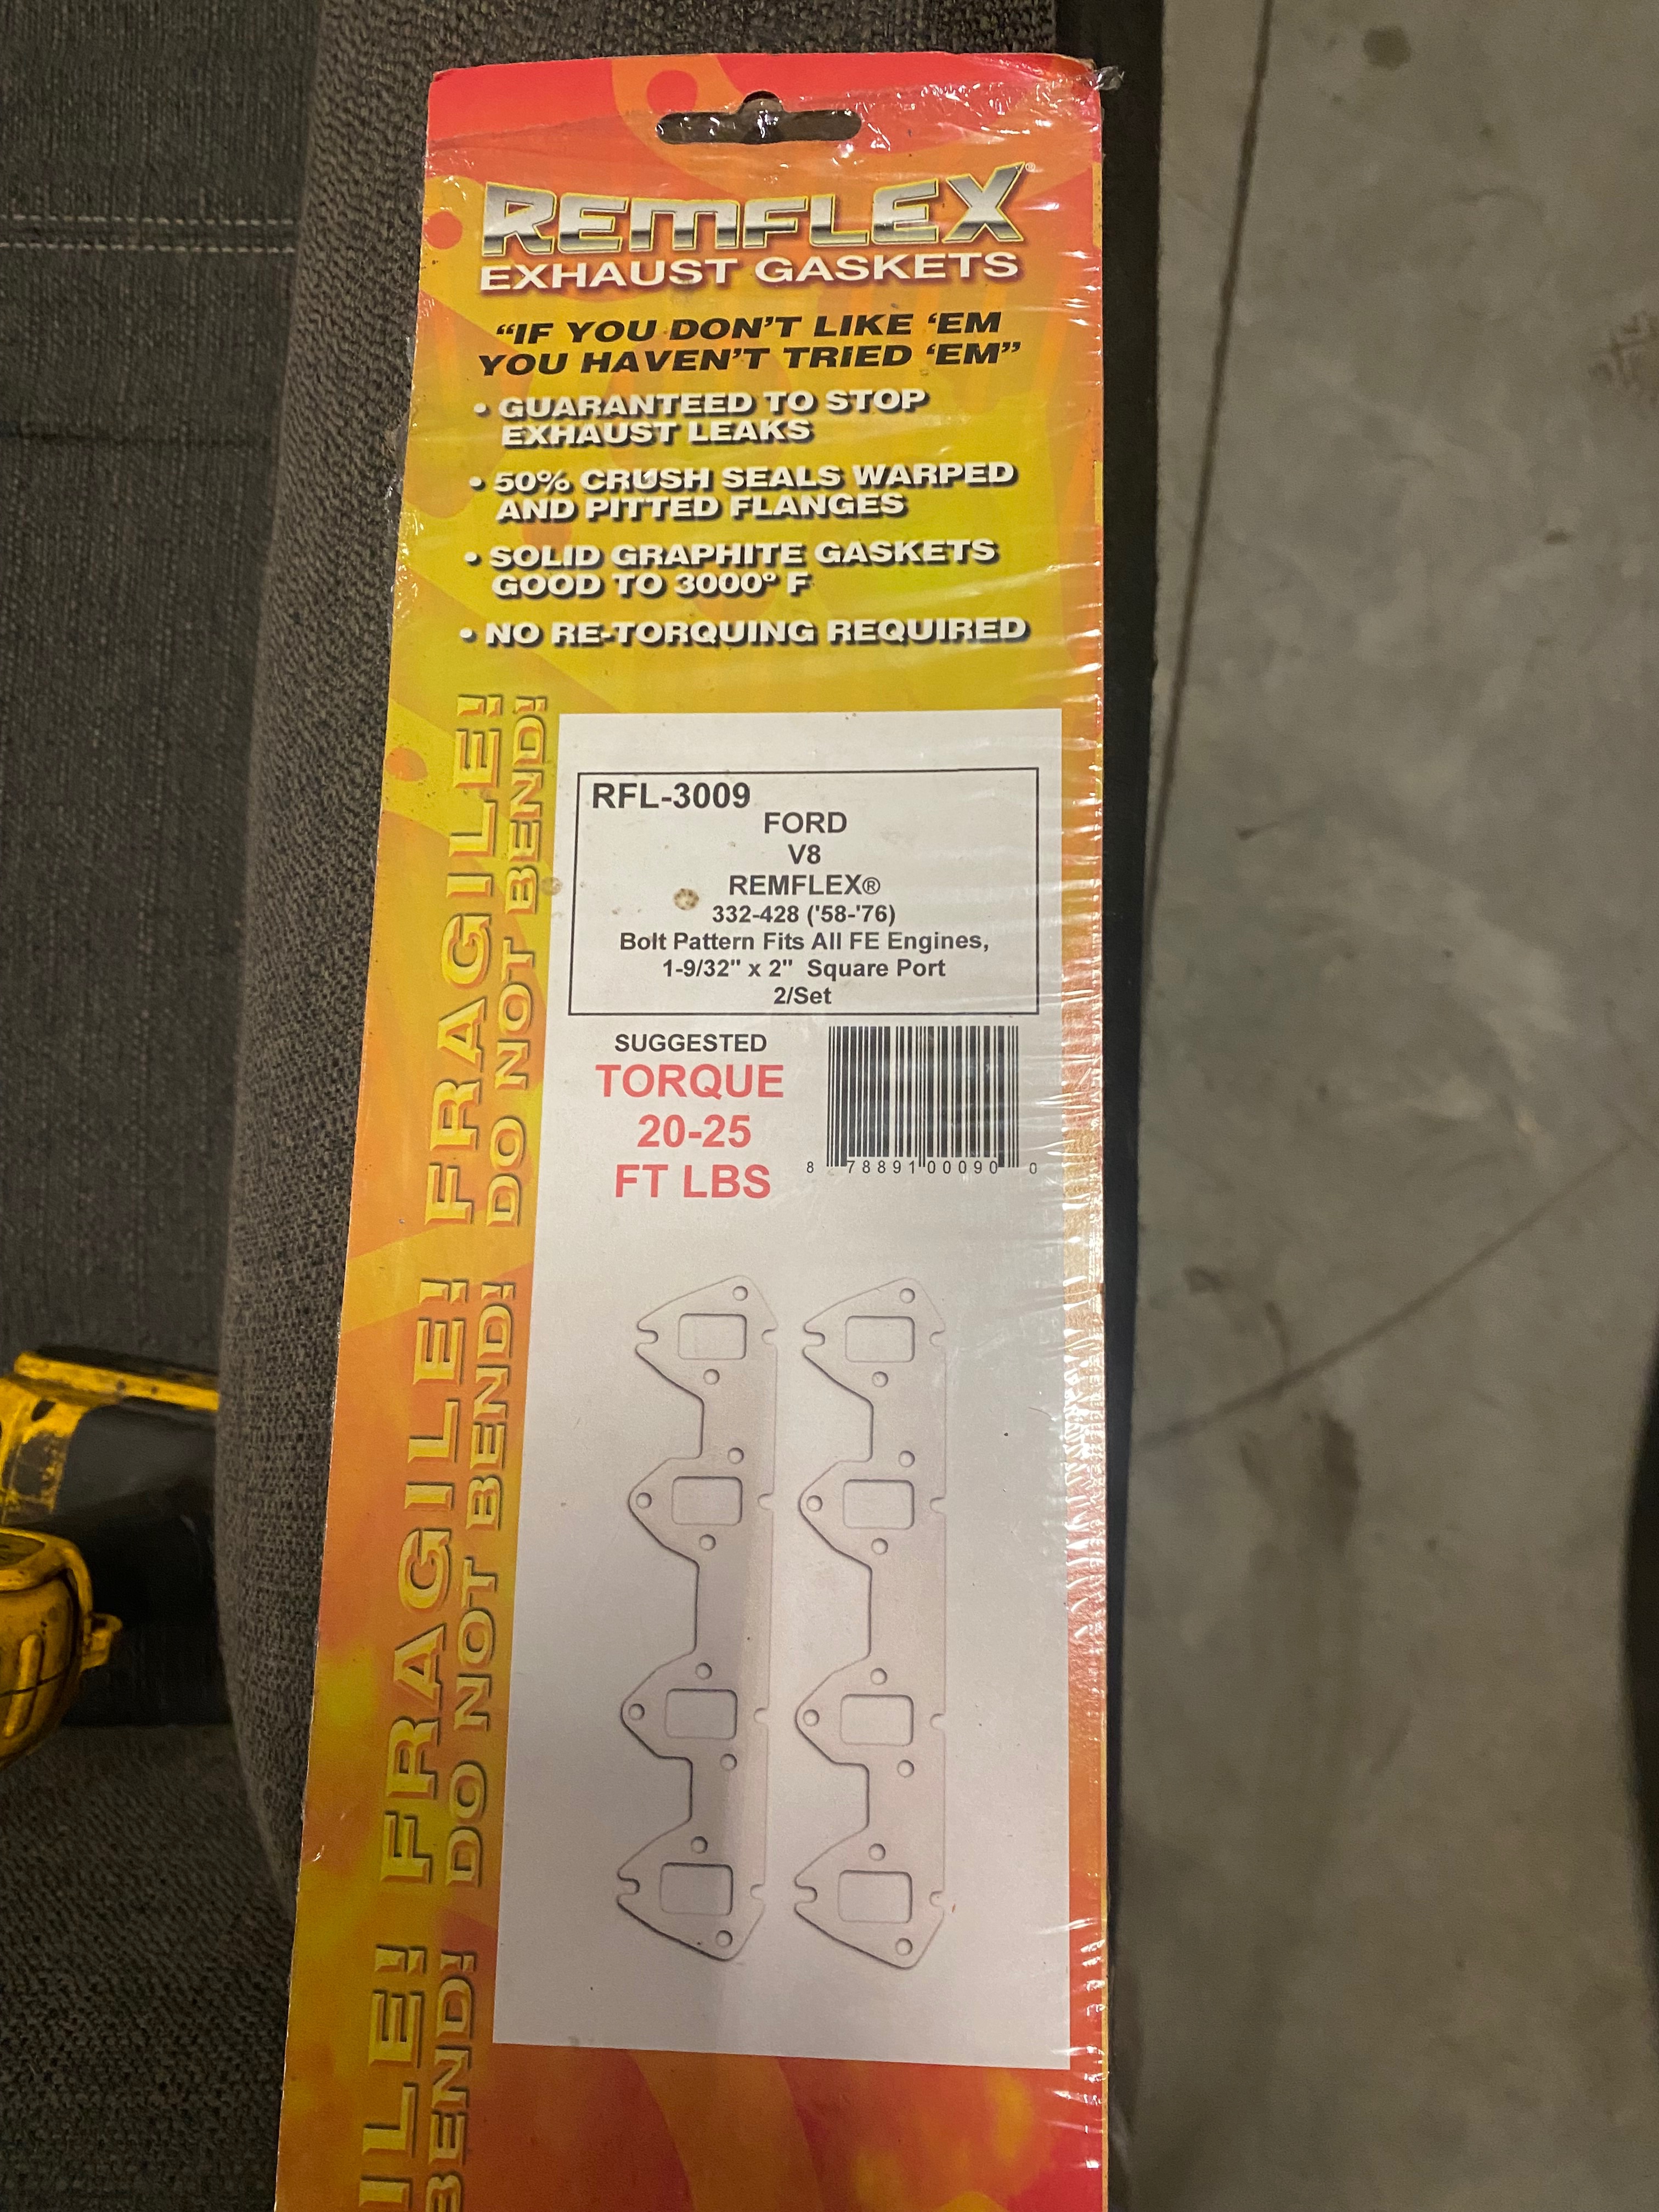 REMFLEX®
EXHAUST GASKETS
“IF YOU DON’T LIKE ‘EM
YOU HAVEN’T TRIED ‘EM”
• GUARANTEED TO STOP
EXHAUST LEAKS
• 50% CRUSH SEALS WARPED
AND PITTED FLANGES
• SOLID GRAPHITE GASKETS
GOOD TO 3000º F
• NO RE-TORQUING REQUIRED
FRAGILE!
DO NOT BEND!
RFL-3009
FORD
V8
REMFLEX®
332-428 ('58-'76)
Bolt Pattern Fits All FE Engines,
1-9/32" x 2" Square Port
2/Set
SUGGESTED
TORQUE
20-25
FT LBS
8 78891 00090 0
FRAGILE!
DO NOT BEND!
ILE!
BEND!